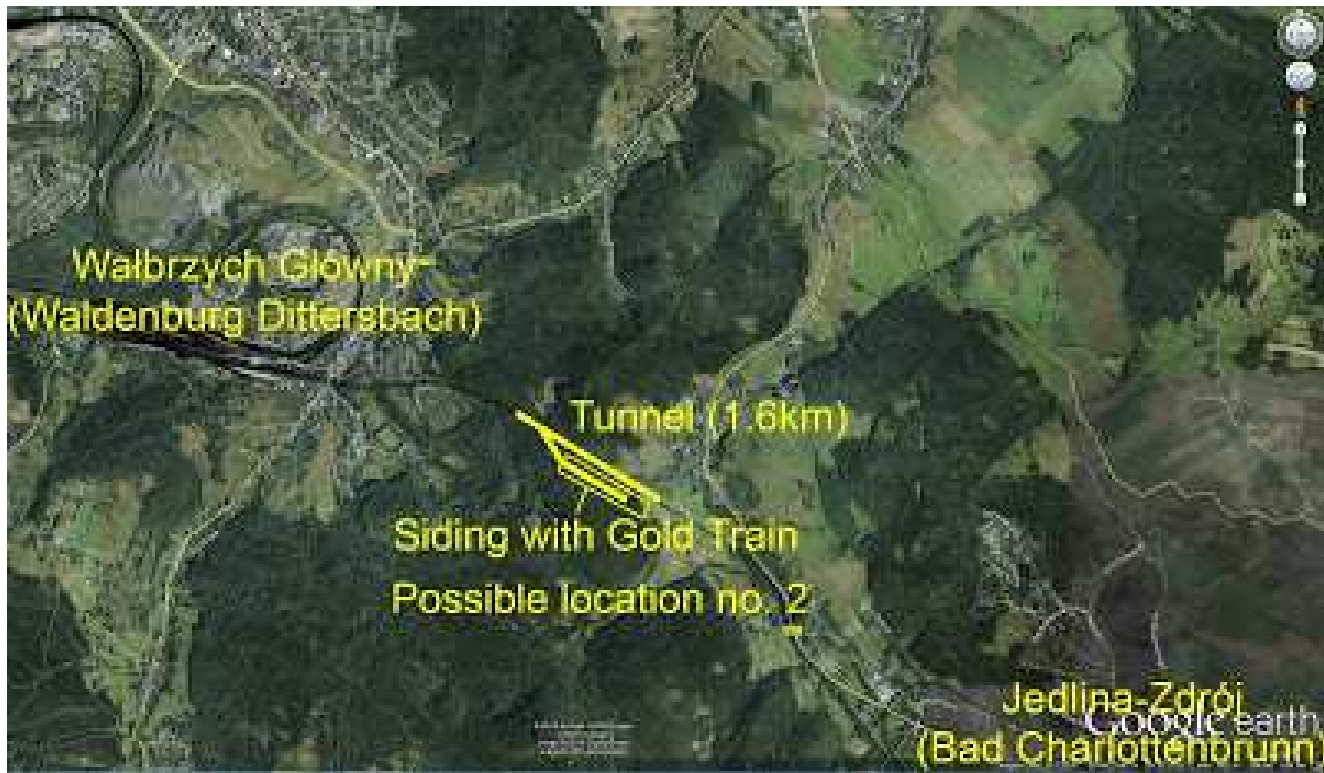 Wałbrzych Główny
(Waldenburg Dittersbach)
Tunnel (1.6km)
Siding with Gold Train
Possible location no. 2
Jedlina-Zdrój
Google earth
(Bad Charlottenbrunn)